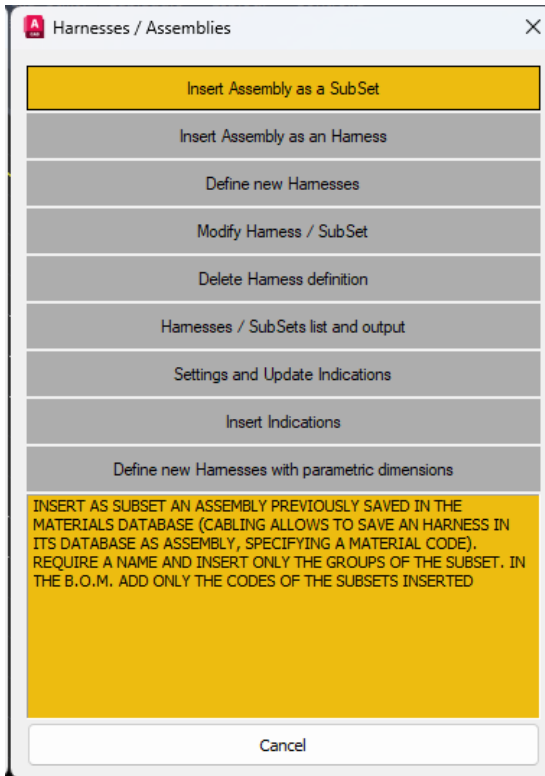 A
CAD
Harnesses / Assemblies
Insert Assembly as a SubSet
Insert Assembly as an Harness
Define new Harnesses
Modify Harness / SubSet
Delete Harness definition
Harnesses / SubSets list and output
Settings and Update Indications
Insert Indications
Define new Harnesses with parametric dimensions
INSERT AS SUBSET AN ASSEMBLY PREVIOUSLY SAVED IN THE
MATERIALS DATABASE (CABLING ALLOWS TO SAVE AN HARNESS IN
ITS DATABASE AS ASSEMBLY, SPECIFYING A MATERIAL CODE).
REQUIRE A NAME AND INSERT ONLY THE GROUPS OF THE SUBSET. IN
THE B.O.M. ADD ONLY THE CODES OF THE SUBSETS INSERTED
Cancel